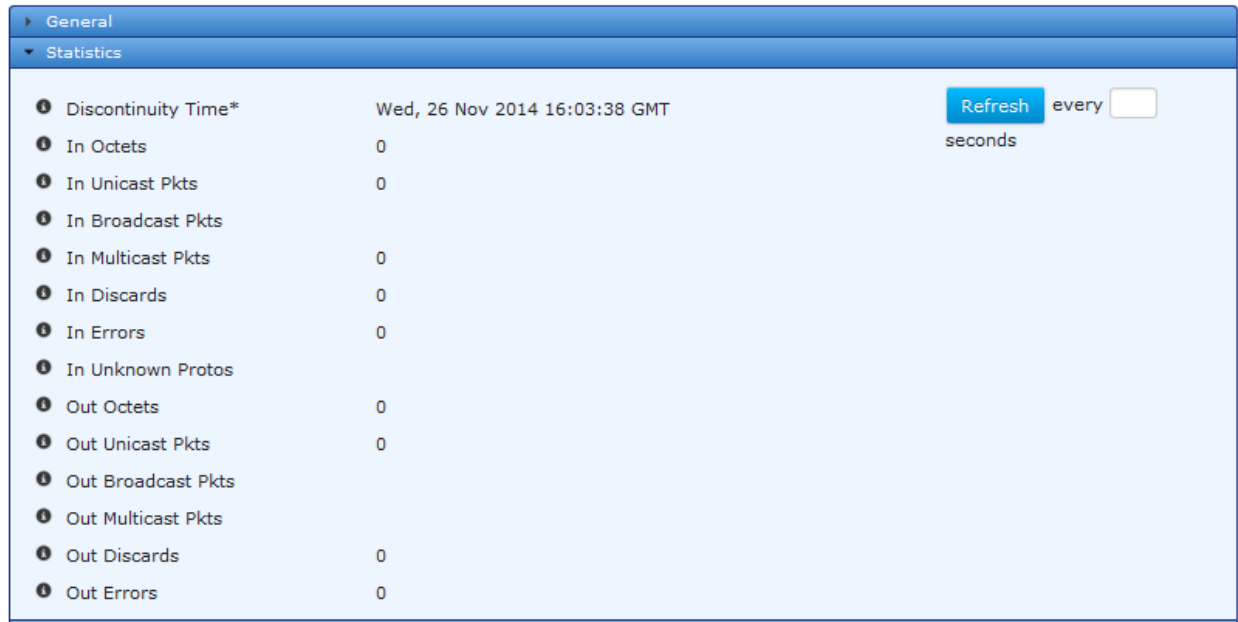 General
Statistics
Discontinuity Time* Wed, 26 Nov 2014 16:03:38 GMT Refresh every
seconds
In Octets 0
In Unicast Pkts 0
In Broadcast Pkts
In Multicast Pkts 0
In Discards 0
In Errors 0
In Unknown Protos
Out Octets 0
Out Unicast Pkts 0
Out Broadcast Pkts
Out Multicast Pkts
Out Discards 0
Out Errors 0